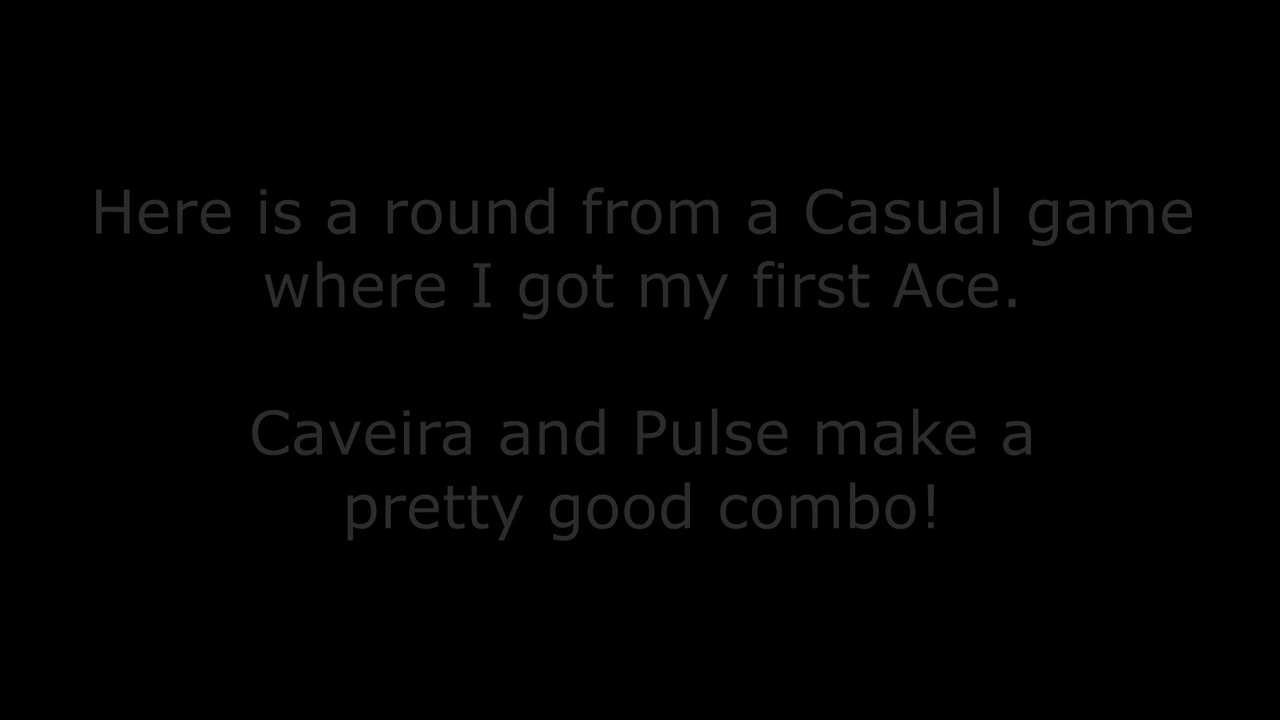 Here is a round from a Casual game
where I got my first Ace.
Caveira and Pulse make a
pretty good combo!